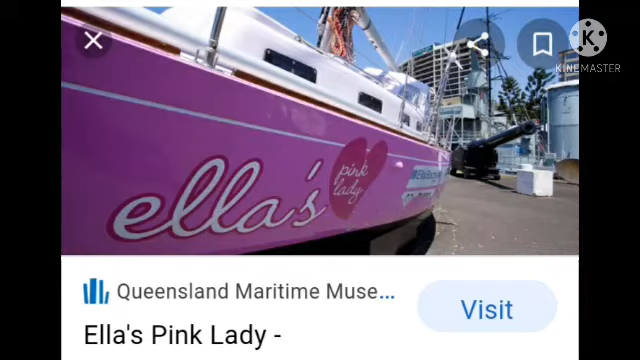 KINEMASTER
ella's
pink
lady
Queensland Maritime Muse...
Visit
Ella's Pink Lady -